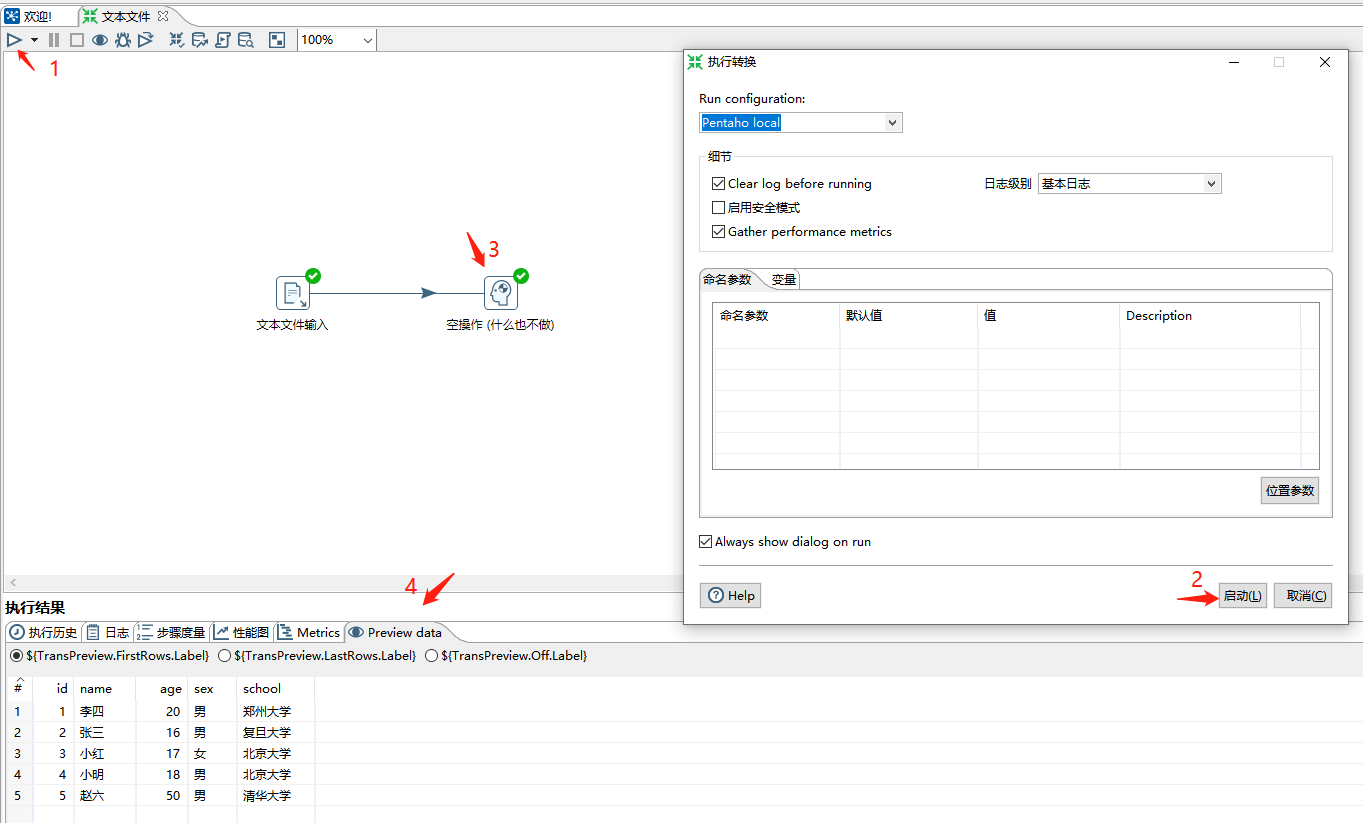 欢迎!
文本文件
100%
1
执行转换
Run configuration:
Pentaho local
细节
Clear log before running
日志级别
基本日志
启用安全模式
Gather performance metrics
3
文本文件输入
空操作 (什么也不做)
命名参数
变量
命名参数 默认值 值 Description
位置参数
Always show dialog on run
Help
2
启动(L)
取消(C)
4
执行结果
执行历史 日志 步骤度量 性能图 Metrics Preview data
${TransPreview.FirstRows.Label} ${TransPreview.LastRows.Label} ${TransPreview.Off.Label}
# id name age sex school
1 1 李四 20 男 郑州大学
2 2 张三 16 男 复旦大学
3 3 小红 17 女 北京大学
4 4 小明 18 男 北京大学
5 5 赵六 50 男 清华大学